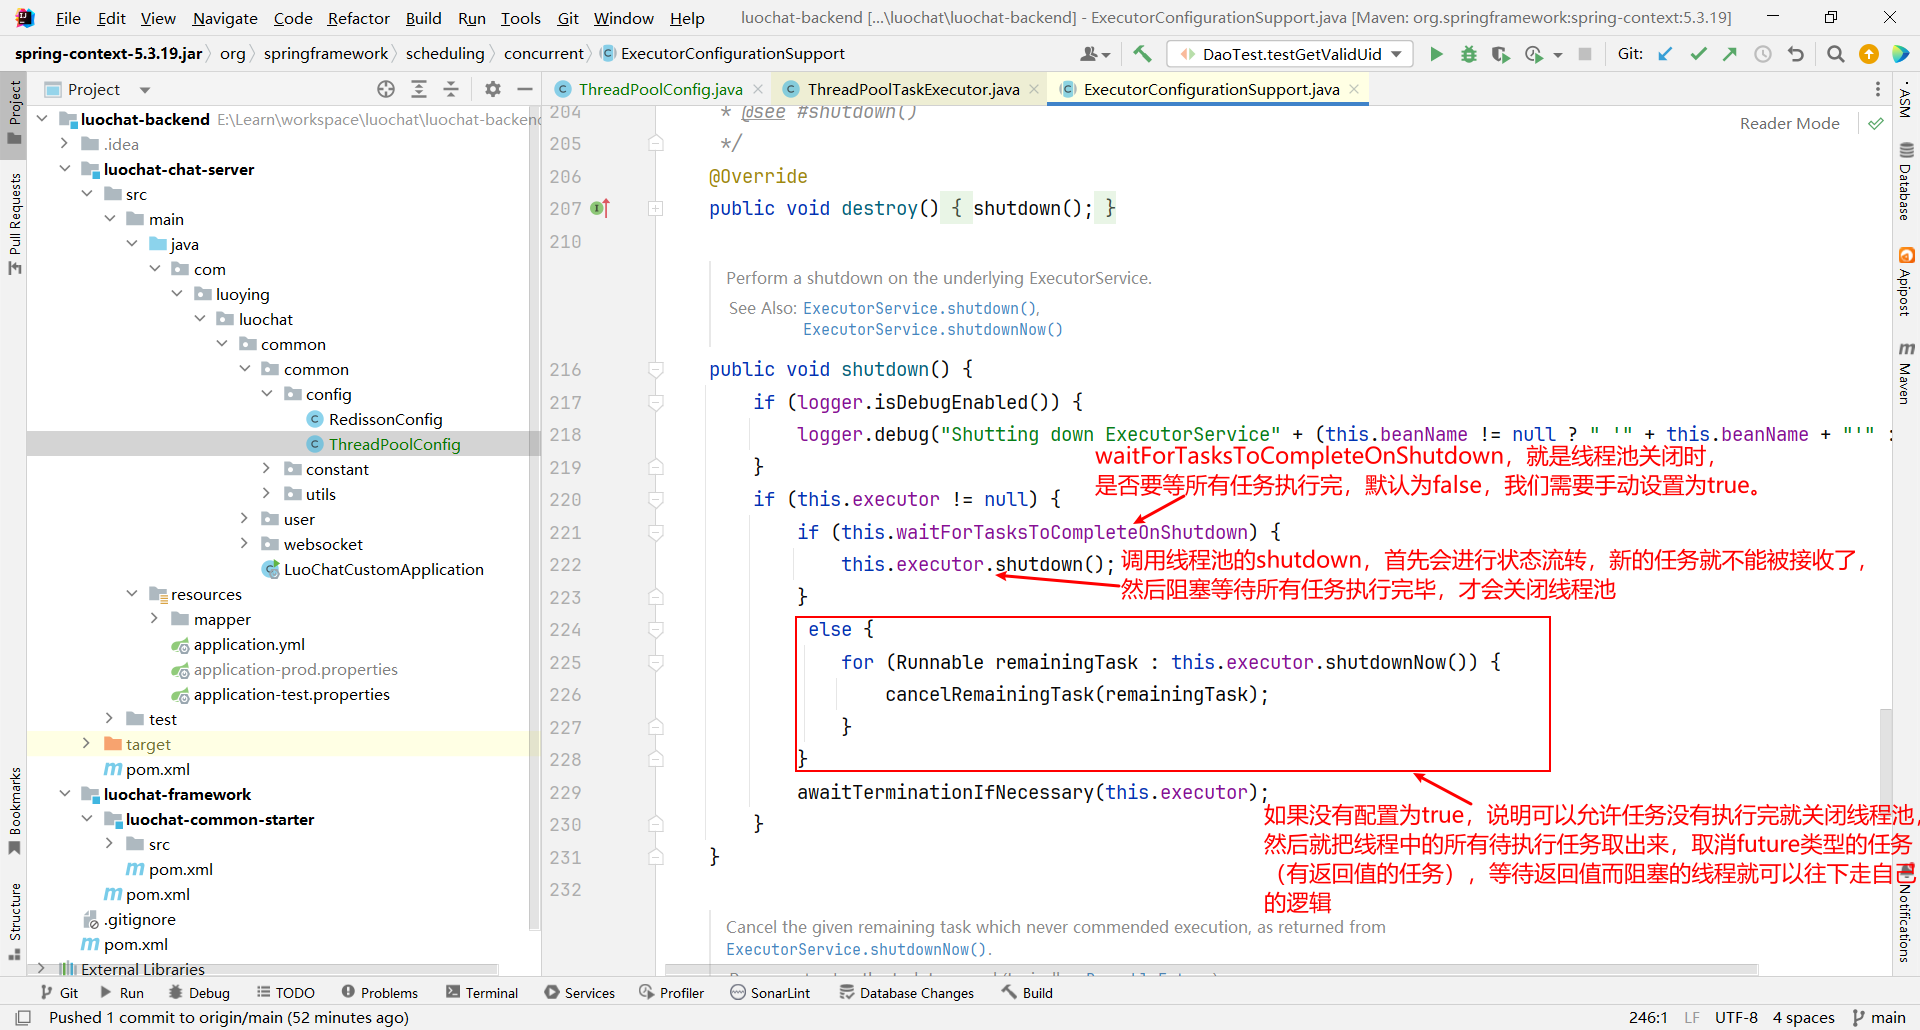 File Edit View Navigate Code Refactor Build Run Tools Git Window Help luochat-backend [...\luochat\luochat-backend] - ExecutorConfigurationSupport.java [Maven: org.springframework:spring-context:5.3.19]
spring-context-5.3.19.jar org springframework scheduling concurrent ExecutorConfigurationSupport DaoTest.testGetValidUid Git:
Project
ThreadPoolConfig.java ThreadPoolTaskExecutor.java ExecutorConfigurationSupport.java
Reader Mode
Project
Pull Requests
Bookmarks
Structure
luochat-backend E:\Learn\workspace\luochat\luochat-backend
.idea
luochat-chat-server
src
main
java
com
luoying
luochat
common
common
config
RedissonConfig
ThreadPoolConfig
constant
utils
user
websocket
LuoChatCustomApplication
resources
mapper
application.yml
application-prod.properties
application-test.properties
test
target
pom.xml
luochat-framework
luochat-common-starter
src
pom.xml
pom.xml
.gitignore
pom.xml
External Libraries
204 * @see #shutdown()
205 */
206 @Override
207 public void destroy() { shutdown(); }
210
Perform a shutdown on the underlying ExecutorService.
See Also: ExecutorService.shutdown(),
ExecutorService.shutdownNow()
216 public void shutdown() {
217 if (logger.isDebugEnabled()) {
218 logger.debug("Shutting down ExecutorService" + (this.beanName != null ? " '" + this.beanName + "'" :
219 }
waitForTasksToCompleteOnShutdown，就是线程池关闭时，
是否要等所有任务执行完，默认为false，我们需要手动设置为true。
220 if (this.executor != null) {
221 if (this.waitForTasksToCompleteOnShutdown) {
222 this.executor.shutdown();
调用线程池的shutdown，首先会进行状态流转，新的任务就不能被接收了，
然后阻塞等待所有任务执行完毕，才会关闭线程池
223 }
224 else {
225 for (Runnable remainingTask : this.executor.shutdownNow()) {
226 cancelRemainingTask(remainingTask);
227 }
228 }
229 awaitTerminationIfNecessary(this.executor);
230 }
231 }
232
如果没有配置为true，说明可以允许任务没有执行完就关闭线程池，
然后就把线程中的所有待执行任务取出来，取消future类型的任务
（有返回值的任务），等待返回值而阻塞的线程就可以往下走自己
的逻辑
Cancel the given remaining task which never commended execution, as returned from
ExecutorService.shutdownNow().
ASM
Database
Apipost
Maven
Notifications
Git Run Debug TODO Problems Terminal Services Profiler SonarLint Database Changes Build
Pushed 1 commit to origin/main (52 minutes ago) 246:1 LF UTF-8 4 spaces main